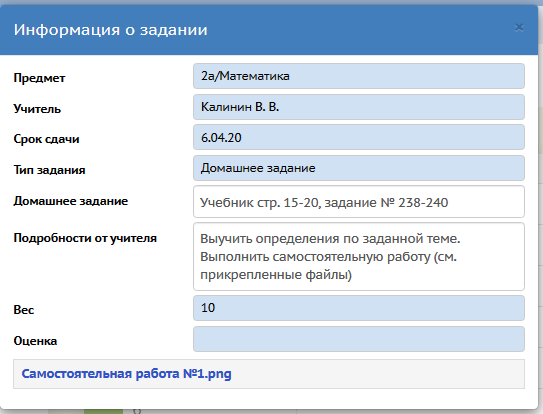 Информация о задании ×
Предмет 2а/Математика
Учитель Калинин В. В.
Срок сдачи 6.04.20
Тип задания Домашнее задание
Домашнее задание Учебник стр. 15-20, задание № 238-240
Подробности от учителя Выучить определения по заданной теме.
Выполнить самостоятельную работу (см.
прикрепленные файлы)
Вес 10
Оценка
Самостоятельная работа №1.png